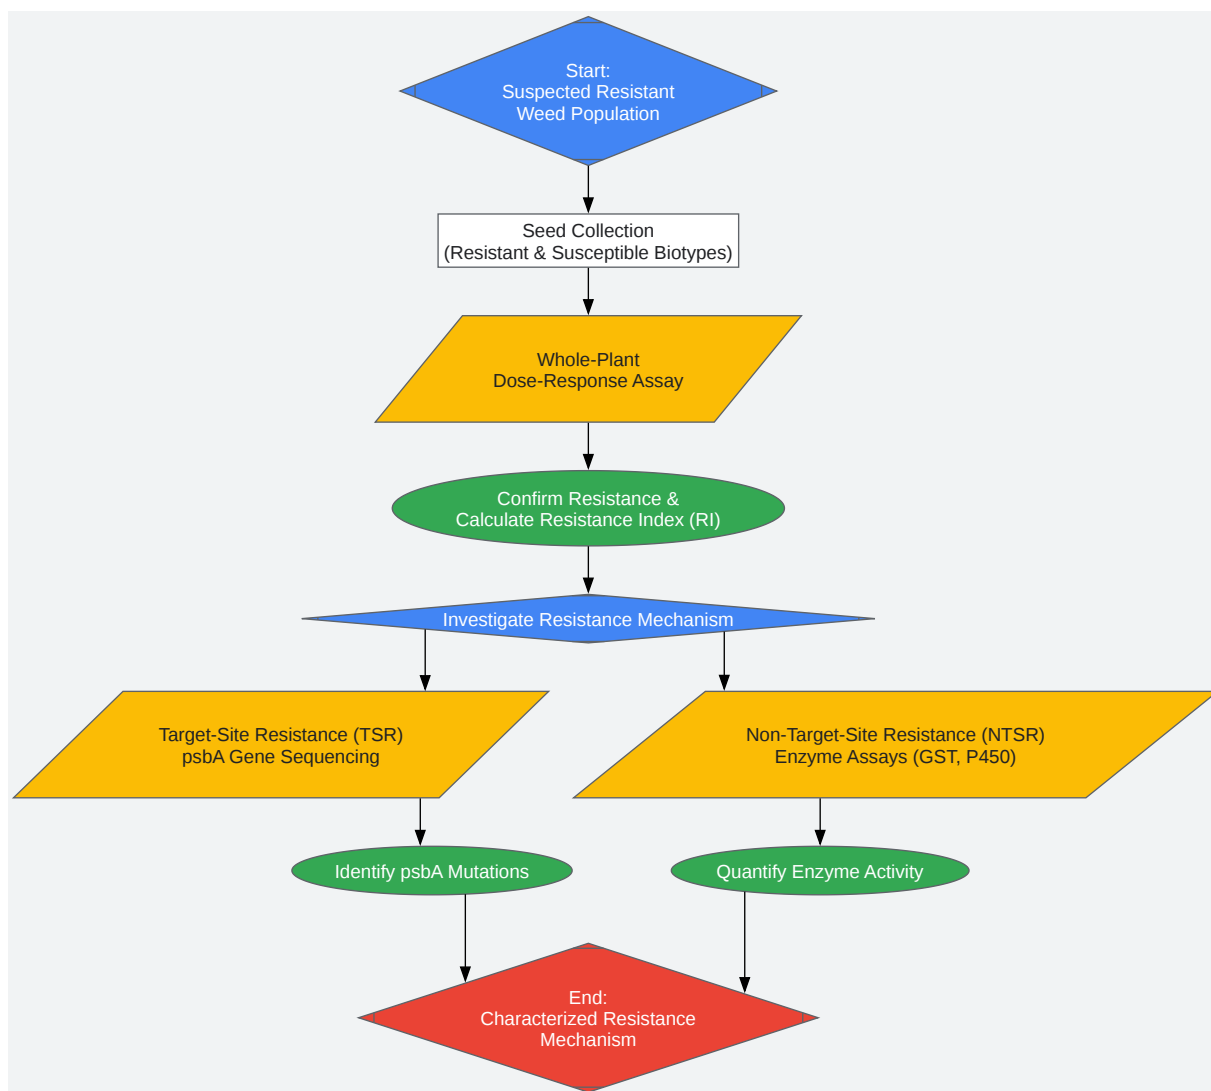 Start:
Suspected Resistant
Weed Population
Seed Collection
(Resistant & Susceptible Biotypes)
Whole-Plant
Dose-Response Assay
Confirm Resistance &
Calculate Resistance Index (RI)
Investigate Resistance Mechanism
Target-Site Resistance (TSR)
psbA Gene Sequencing
Non-Target-Site Resistance (NTSR)
Enzyme Assays (GST, P450)
Identify psbA Mutations
Quantify Enzyme Activity
End:
Characterized Resistance
Mechanism